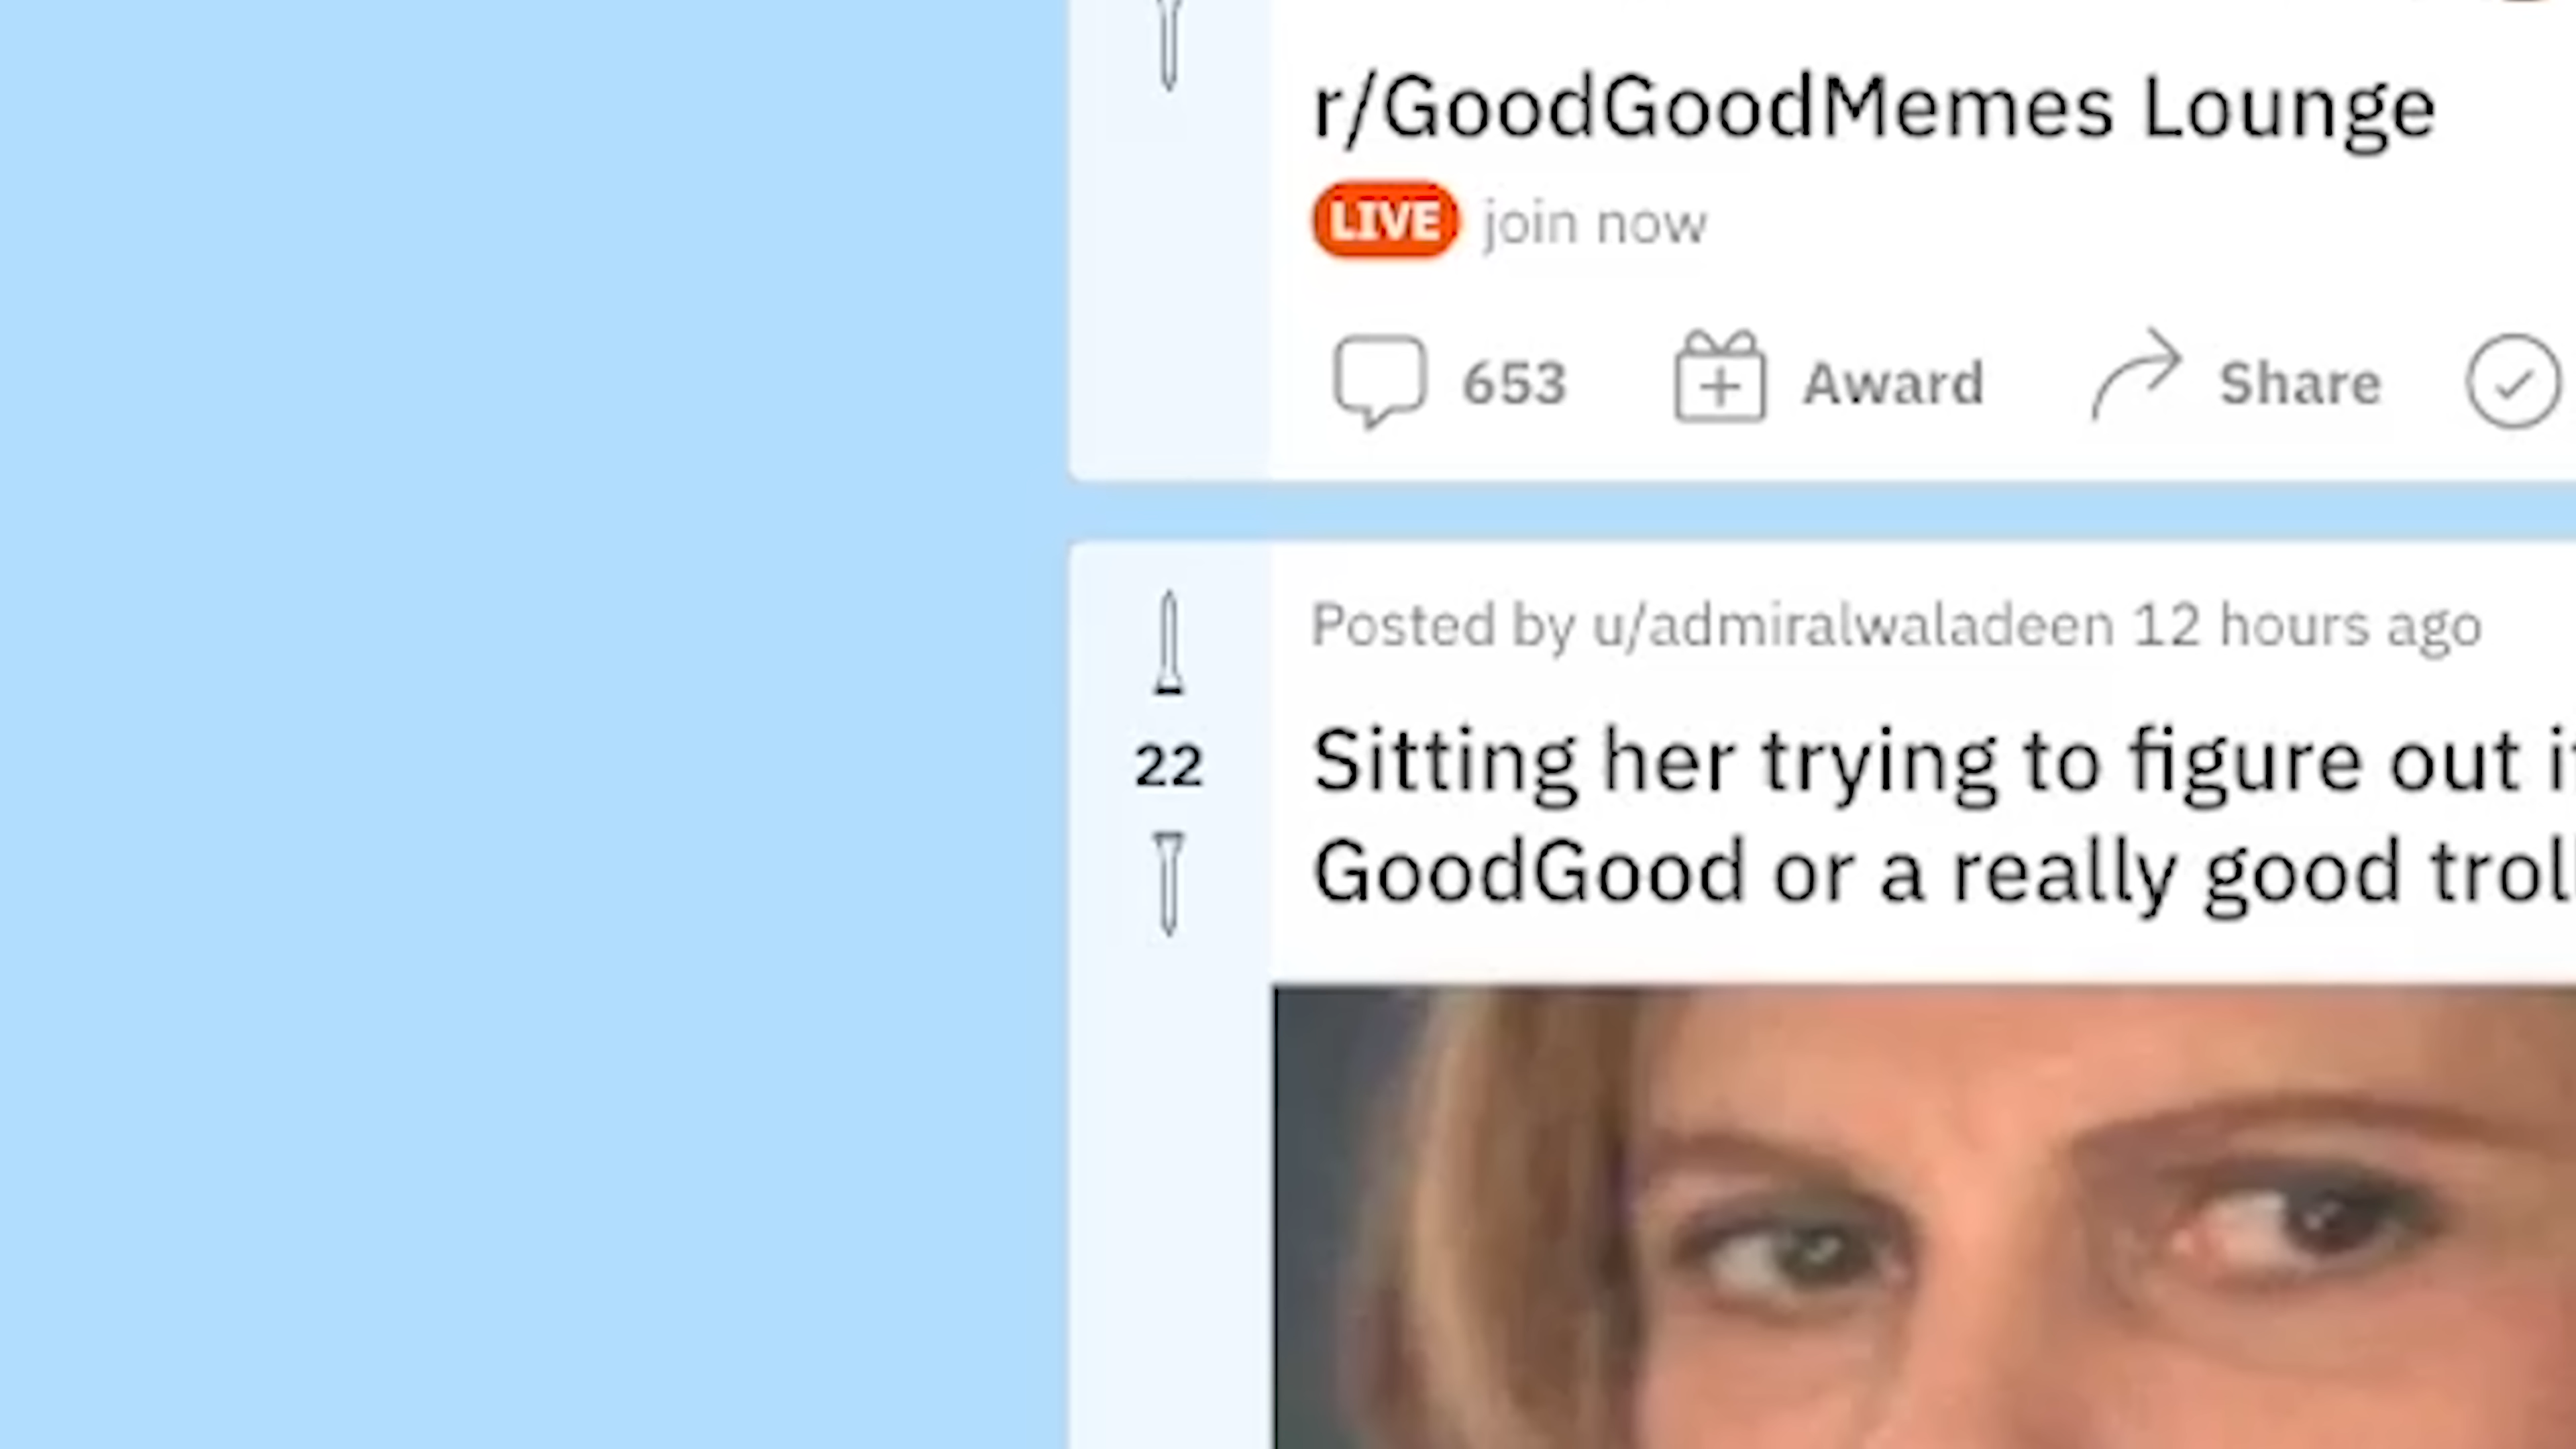 r/GoodGoodMemes Lounge
LIVE join now
653 Award Share
Posted by u/admiralwaladeen 12 hours ago
22
Sitting her trying to figure out
GoodGood or a really good